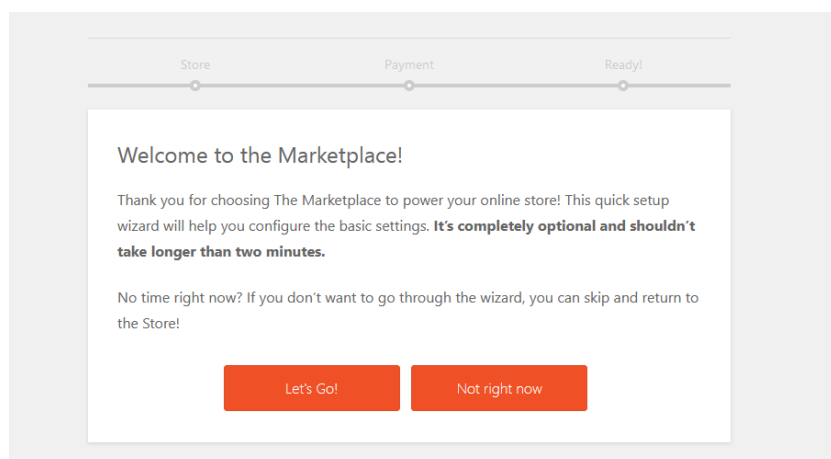 Store Payment Ready!
Welcome to the Marketplace!
Thank you for choosing The Marketplace to power your online store! This quick setup
wizard will help you configure the basic settings. It's completely optional and shouldn't
take longer than two minutes.
No time right now? If you don't want to go through the wizard, you can skip and return to
the Store!
Let's Go! Not right now